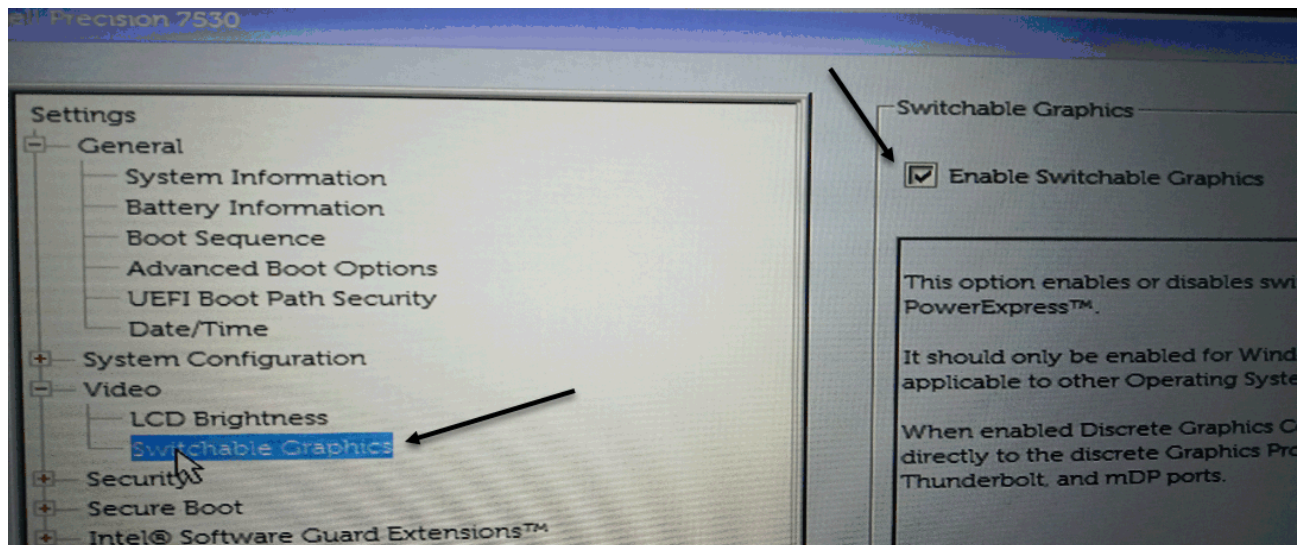 Precision 7530
Settings
General
System Information
Battery Information
Boot Sequence
Advanced Boot Options
UEFI Boot Path Security
Date/Time
System Configuration
Video
LCD Brightness
Switchable Graphics
Security
Secure Boot
Intel® Software Guard Extensions™
Switchable Graphics
Enable Switchable Graphics
This option enables or disables
PowerExpress™.
It should only be enabled for
applicable to other Operating
When enabled Discrete Graphics
directly to the discrete Graphics
Thunderbolt, and mDP ports.